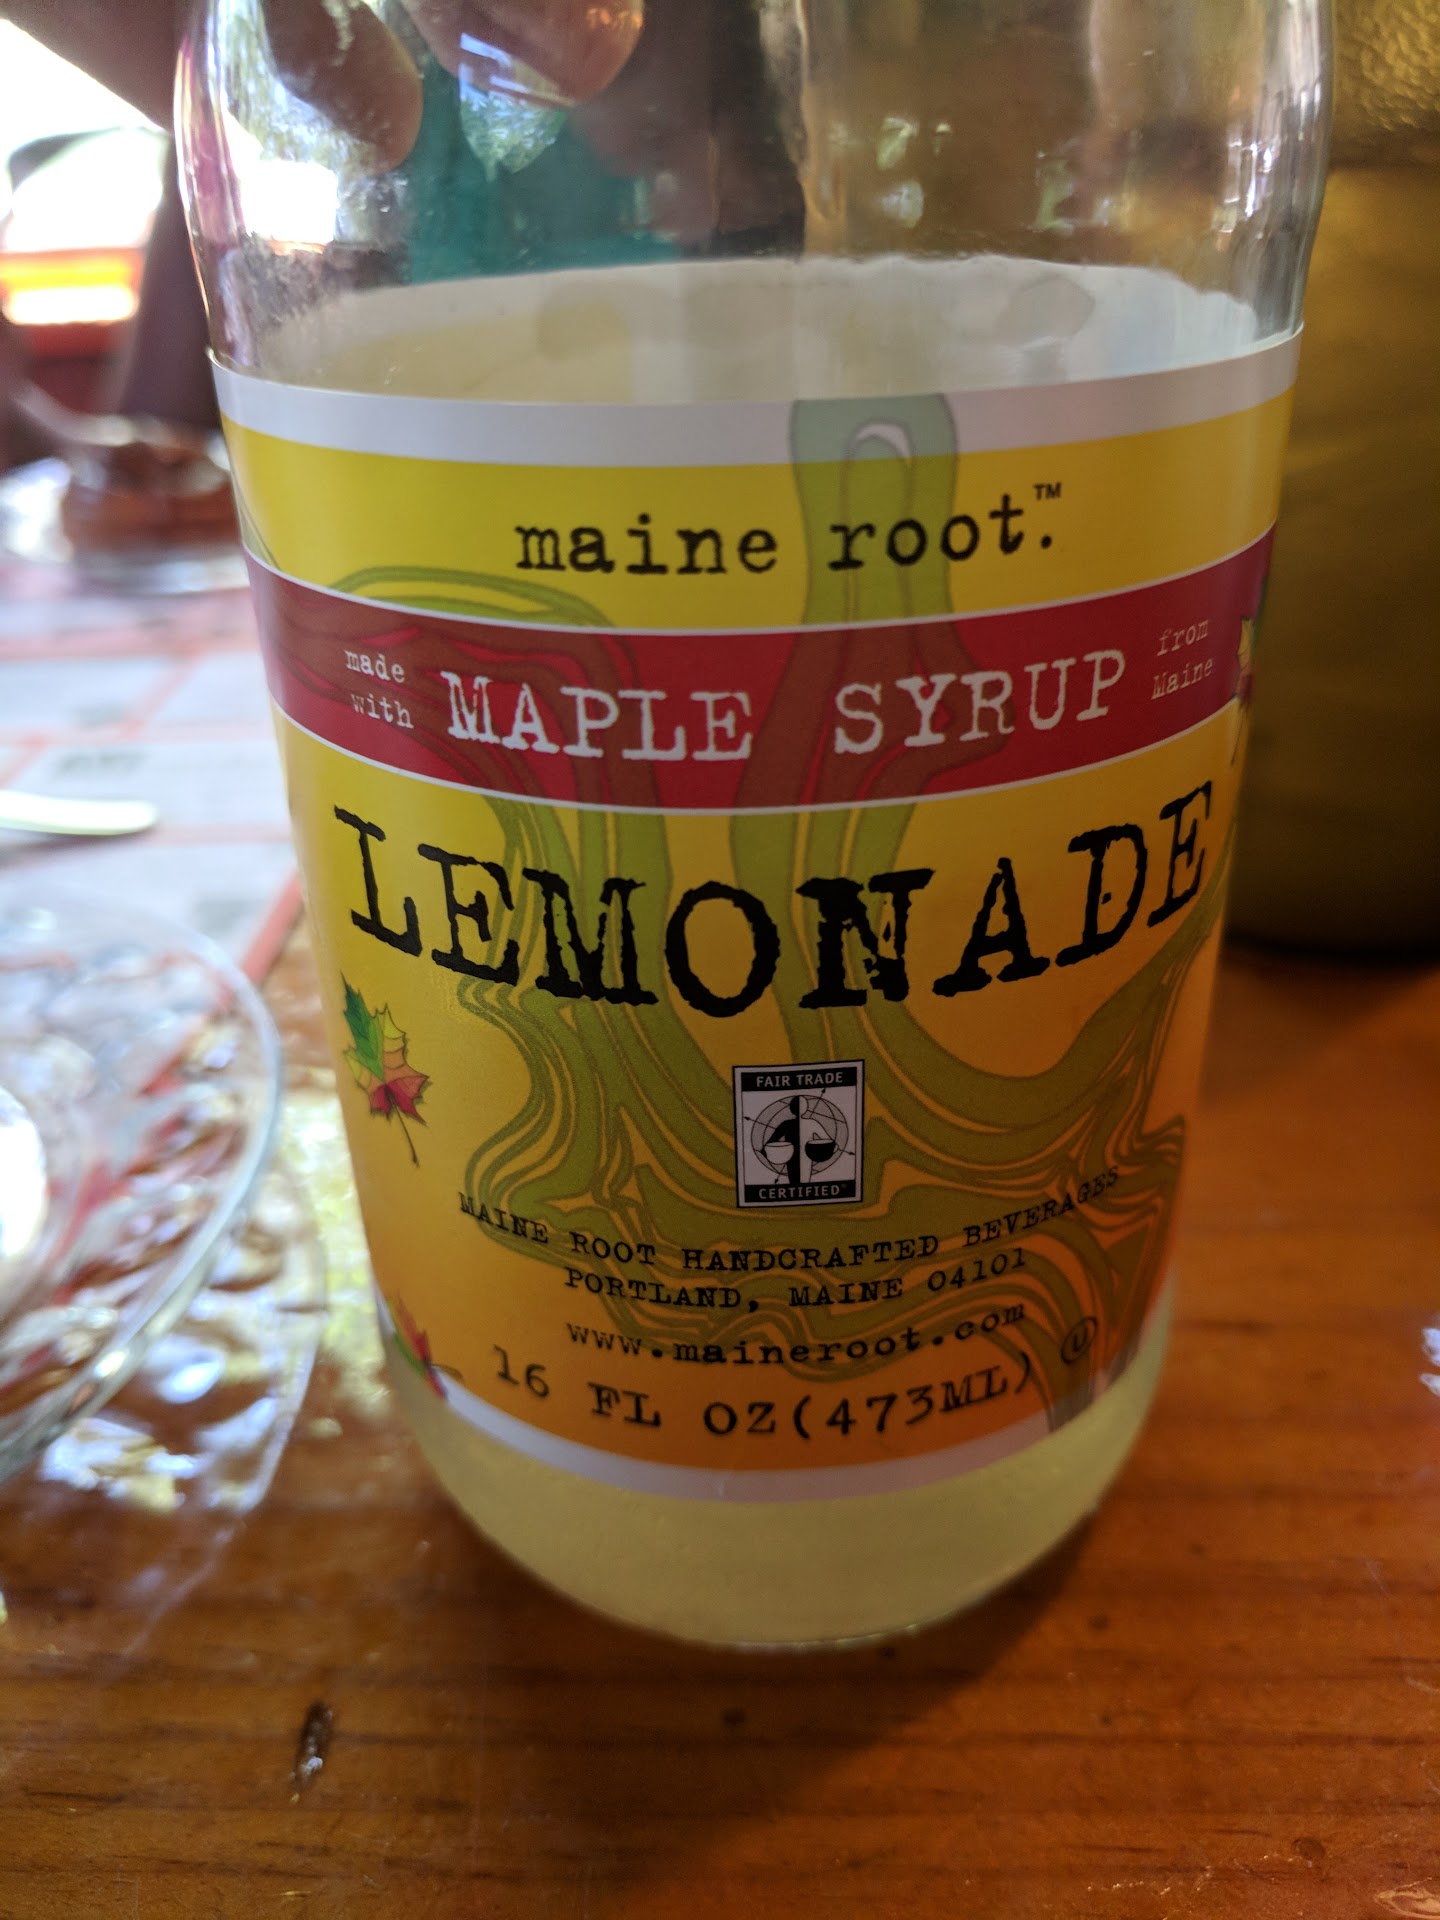 maine root.™
made with MAPLE SYRUP from Maine
LEMONADE
FAIR TRADE
CERTIFIED
MAINE ROOT HANDCRAFTED BEVERAGES
PORTLAND, MAINE 04101
www.maineroot.com
16 FL OZ(473ML) Ⓤ